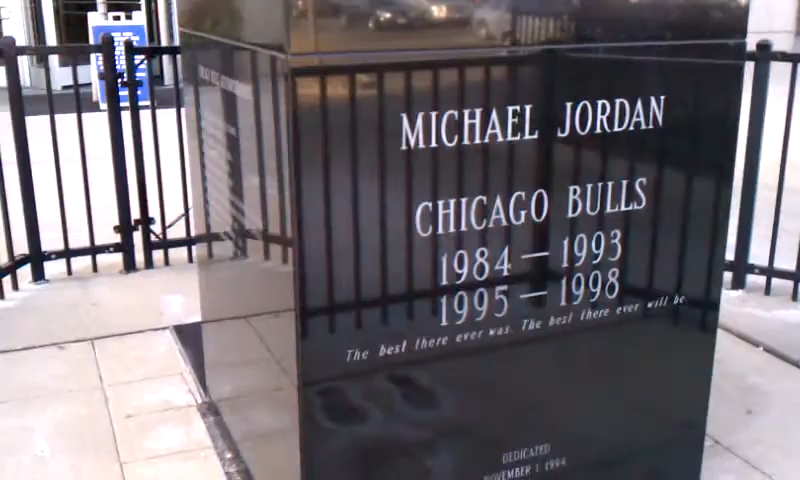 MICHAEL JORDAN
CHICAGO BULLS
1984 — 1993
1995 — 1998
The best there ever was. The best there ever will be.
DEDICATED
NOVEMBER 1, 1994